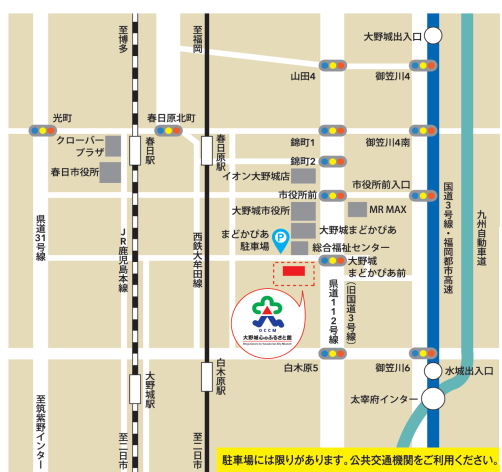 至博多
至福岡
大野城出入口
山田4
御笠川4
光町
春日原北町
クローバー
プラザ
春日市役所
春日駅
春日原駅
錦町1
御笠川4南
錦町2
イオン大野城店
市役所前
市役所前入口
大野城市役所
MR MAX
まどかぴあ
駐車場
P
大野城まどかぴあ
総合福祉センター
大野城
まどかぴあ前
県道31号線
JR鹿児島本線
西鉄大牟田線
県道112号線
(旧国道3号線)
国道3号線・福岡都市高速
九州自動車道
OCCM
大野城心のふるさと館
白木原5
御笠川6
水城出入口
白木原駅
大野城駅
太宰府インター
至筑紫野インター
至二日市
至二日市
駐車場には限りがあります。公共交通機関をご利用ください。